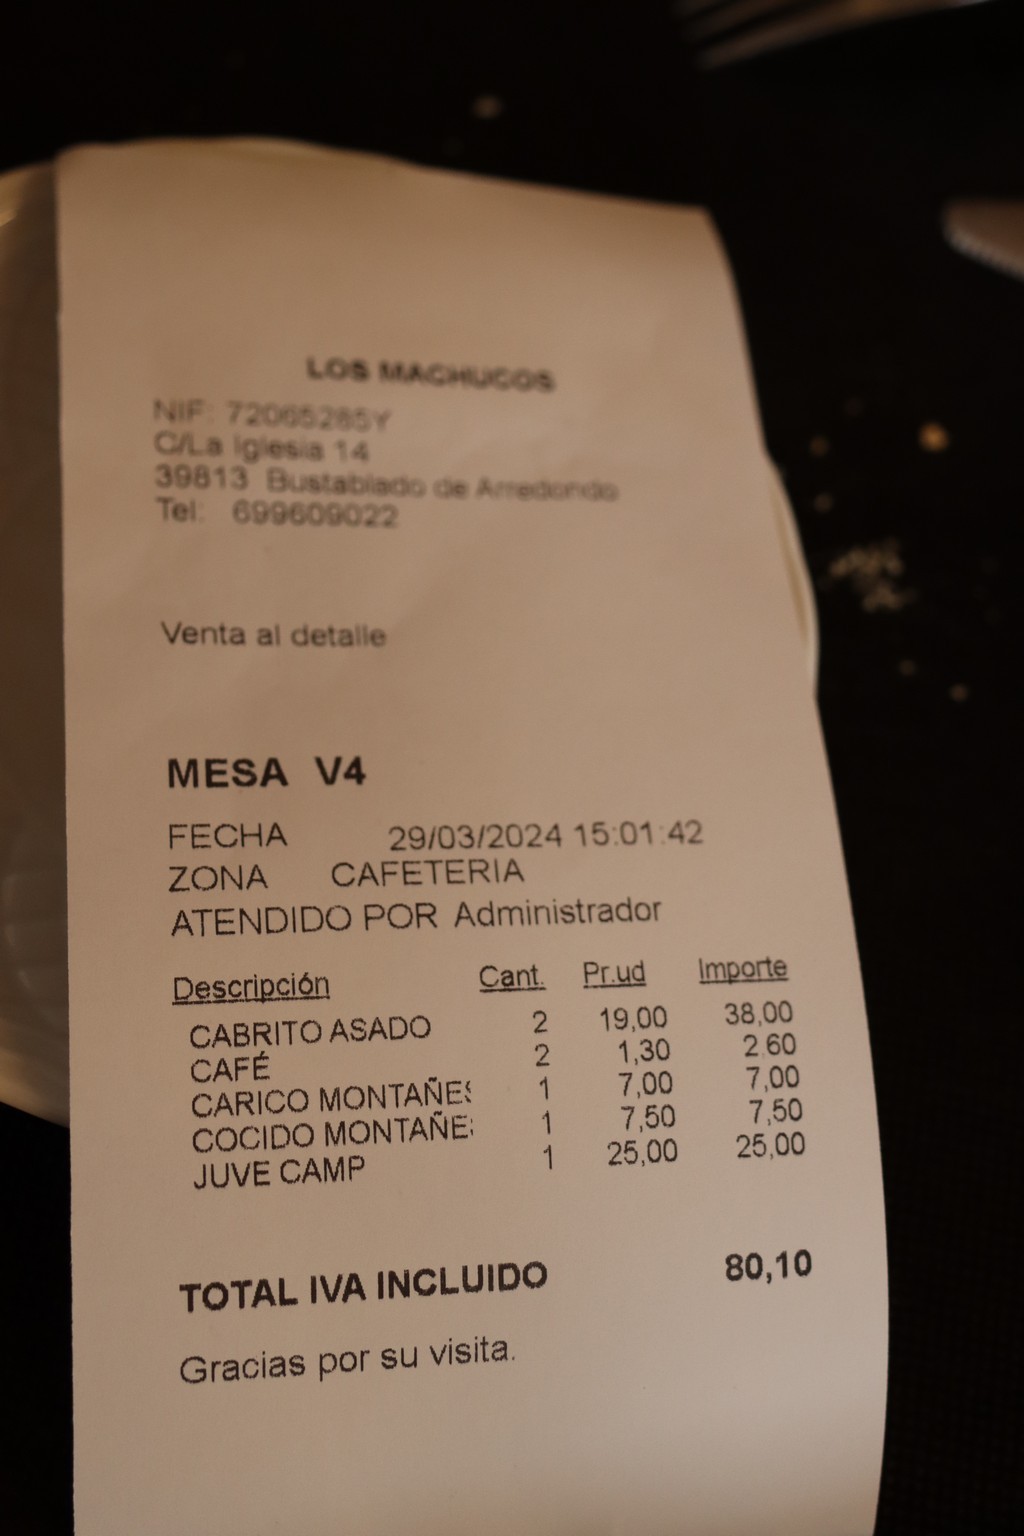 LOS MACHUCOS
NIF: 72065285Y
C/La Iglesia 14
39813 Bustablado de Arredondo
Tel: 699609022
Venta al detalle
MESA V4
FECHA 29/03/2024 15:01:42
ZONA CAFETERIA
ATENDIDO POR Administrador
Descripción Cant. Pr.ud Importe
CABRITO ASADO 2 19,00 38,00
CAFÉ 2 1,30 2,60
CARICO MONTAÑES 1 7,00 7,00
COCIDO MONTAÑE 1 7,50 7,50
JUVE CAMP 1 25,00 25,00
TOTAL IVA INCLUIDO 80,10
Gracias por su visita.